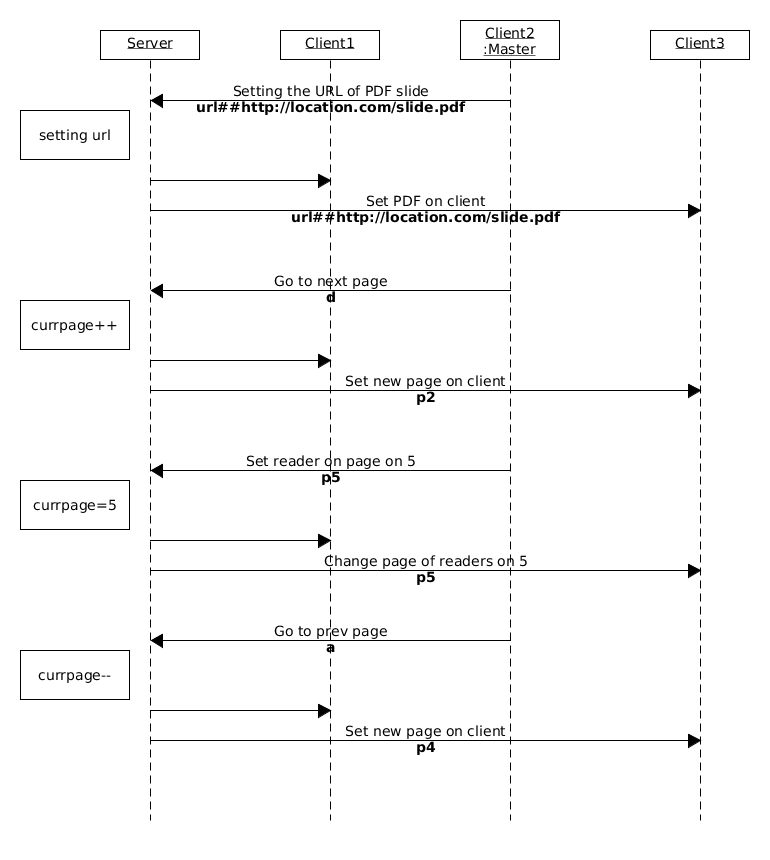 Server
Client1
Client2
:Master
Client3
Setting the URL of PDF slide
url##http://location.com/slide.pdf
setting url
Set PDF on client
url##http://location.com/slide.pdf
Go to next page
d
currpage++
Set new page on client
p2
Set reader on page on 5
p5
currpage=5
Change page of readers on 5
p5
Go to prev page
a
currpage--
Set new page on client
p4